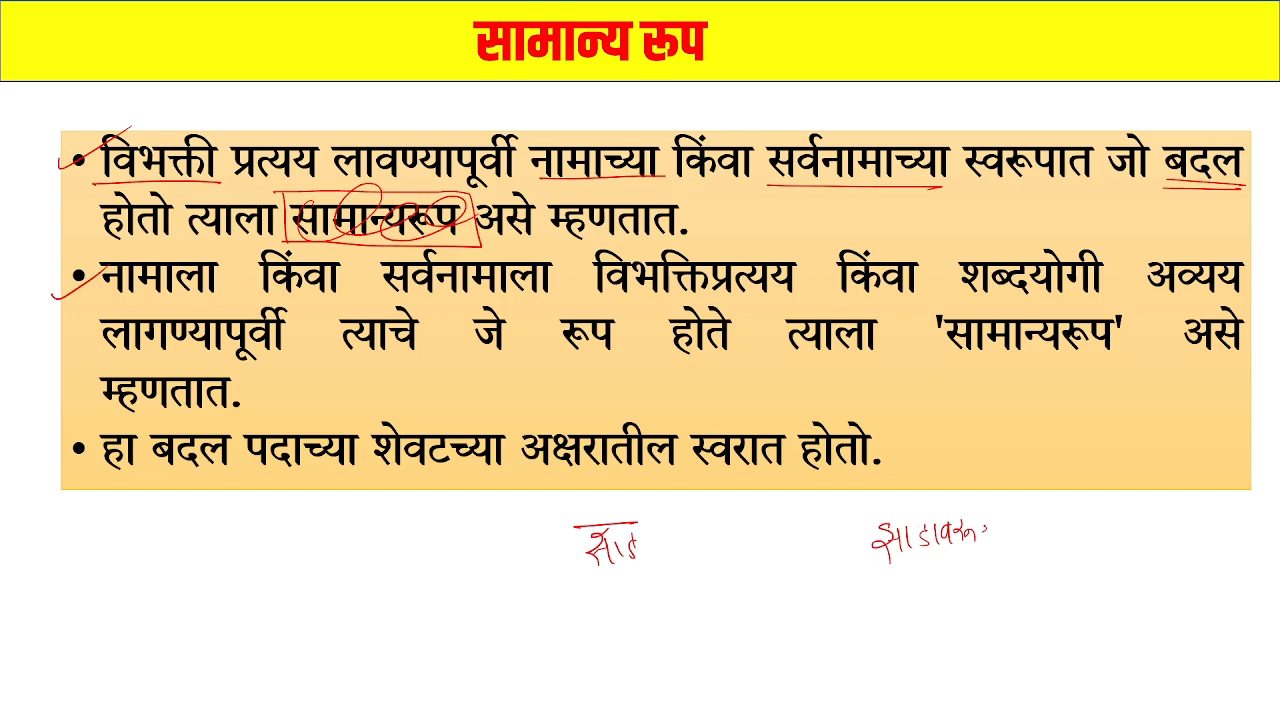 सामान्य रूप
• विभक्ती प्रत्यय लावण्यापूर्वी नामाच्या किंवा सर्वनामाच्या स्वरूपात जो बदल
होतो त्याला सामान्यरूप असे म्हणतात.
• नामाला किंवा सर्वनामाला विभक्तिप्रत्यय किंवा शब्दयोगी अव्यय
लागण्यापूर्वी त्याचे जे रूप होते त्याला 'सामान्यरूप' असे
म्हणतात.
• हा बदल पदाच्या शेवटच्या अक्षरातील स्वरात होतो.
झाड